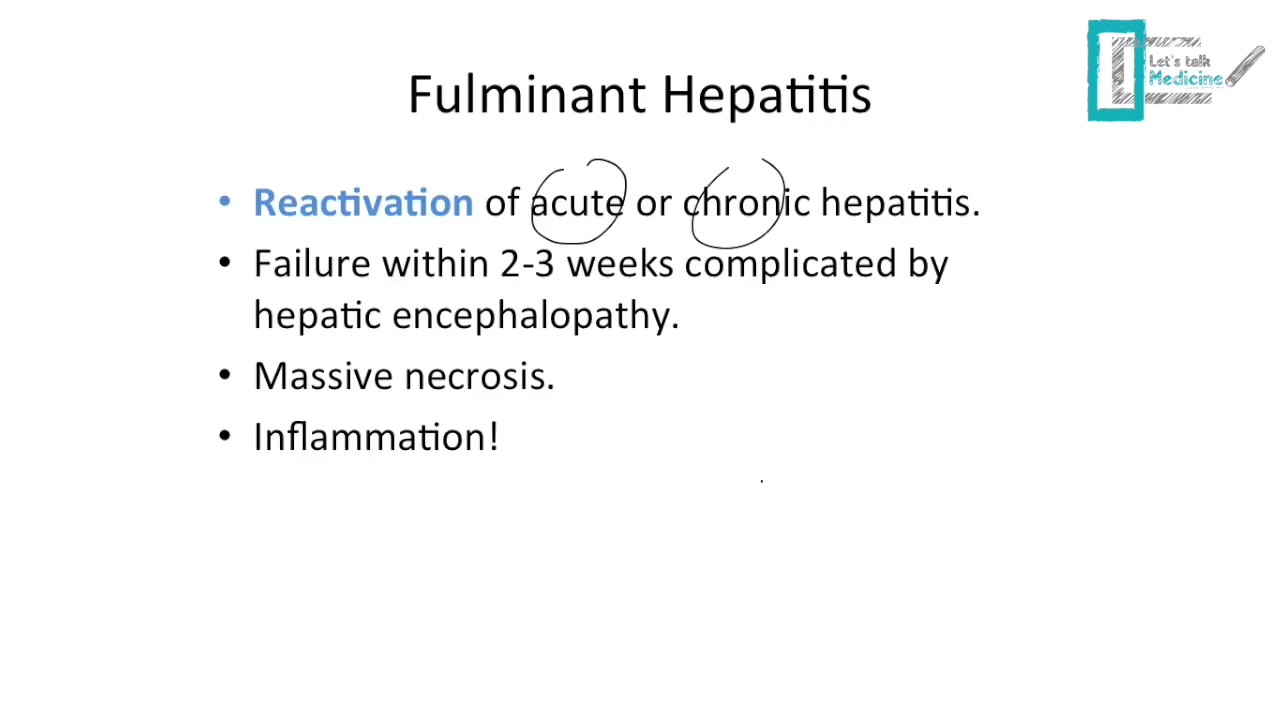 Let's talk
Medicine
Fulminant Hepatitis
• Reactivation of acute or chronic hepatitis.
• Failure within 2-3 weeks complicated by
hepatic encephalopathy.
• Massive necrosis.
• Inflammation!